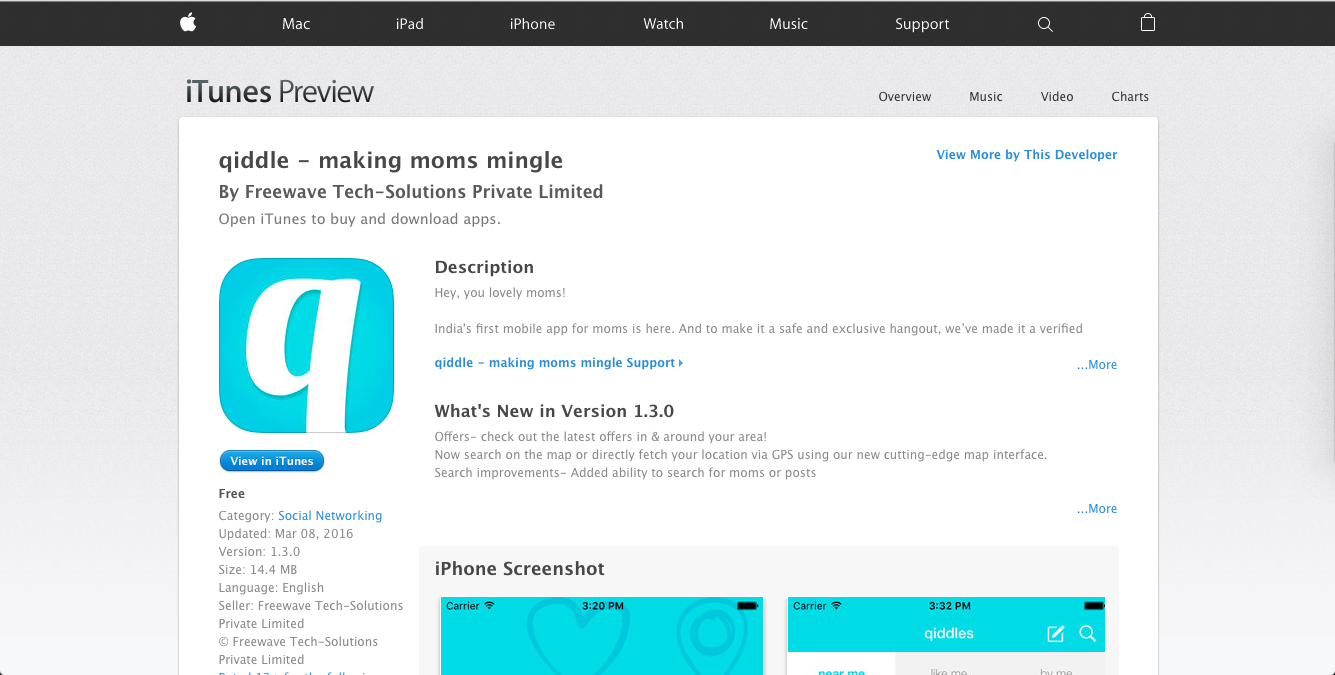 Mac iPad iPhone Watch Music Support
iTunes Preview
Overview Music Video Charts
qiddle - making moms mingle
View More by This Developer
By Freewave Tech-Solutions Private Limited
Open iTunes to buy and download apps.
q
View in iTunes
Free
Category: Social Networking
Updated: Mar 08, 2016
Version: 1.3.0
Size: 14.4 MB
Language: English
Seller: Freewave Tech-Solutions
Private Limited
© Freewave Tech-Solutions
Private Limited
Description
Hey, you lovely moms!
India's first mobile app for moms is here. And to make it a safe and exclusive hangout, we've made it a verified
qiddle - making moms mingle Support
...More
What's New in Version 1.3.0
Offers- check out the latest offers in & around your area!
Now search on the map or directly fetch your location via GPS using our new cutting-edge map interface.
Search improvements- Added ability to search for moms or posts
...More
iPhone Screenshot
Carrier 3:20 PM
Carrier 3:32 PM
qiddles
near me like me by me